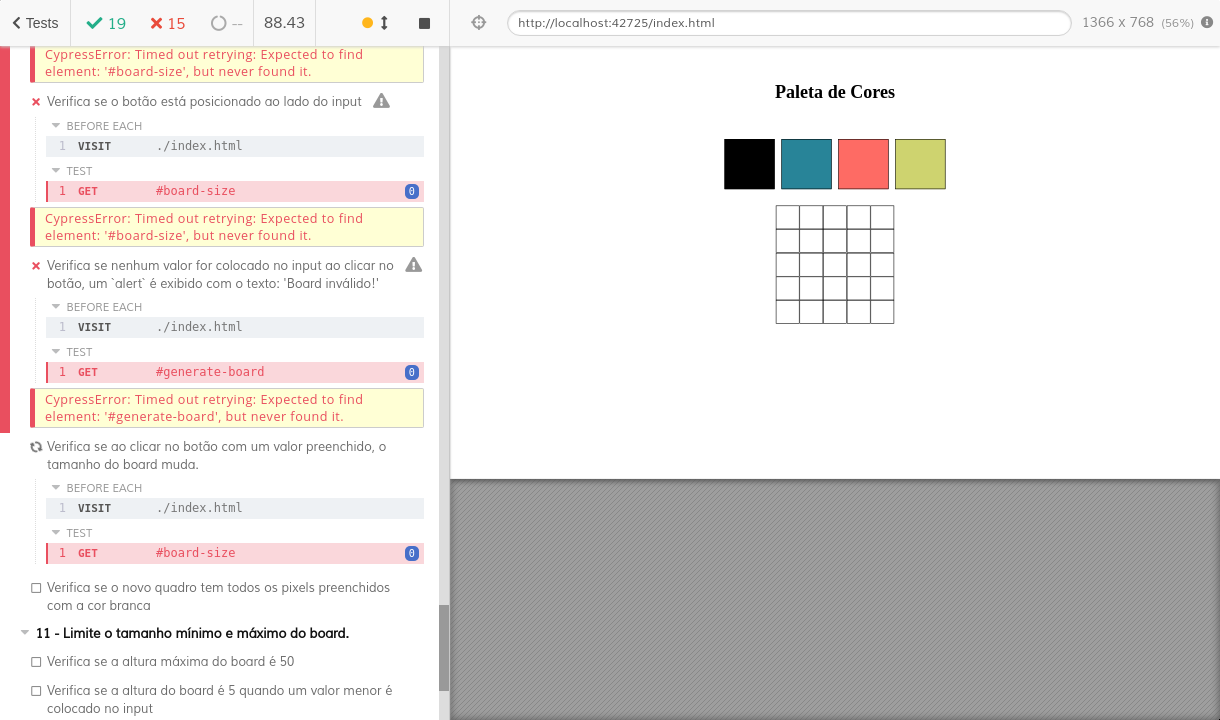 Tests
19
15
--
88.43
http://localhost:42725/index.html
1366 x 768 (56%)
CypressError: Timed out retrying: Expected to find
element: '#board-size', but never found it.
Verifica se o botão está posicionado ao lado do input
BEFORE EACH
1 VISIT ./index.html
TEST
1 GET #board-size 0
CypressError: Timed out retrying: Expected to find
element: '#board-size', but never found it.
Verifica se nenhum valor for colocado no input ao clicar no
botão, um `alert` é exibido com o texto: 'Board inválido!'
BEFORE EACH
1 VISIT ./index.html
TEST
1 GET #generate-board 0
CypressError: Timed out retrying: Expected to find
element: '#generate-board', but never found it.
Verifica se ao clicar no botão com um valor preenchido, o
tamanho do board muda.
BEFORE EACH
1 VISIT ./index.html
TEST
1 GET #board-size 0
Verifica se o novo quadro tem todos os pixels preenchidos
com a cor branca
11 - Limite o tamanho mínimo e máximo do board.
Verifica se a altura máxima do board é 50
Verifica se a altura do board é 5 quando um valor menor é
colocado no input
Paleta de Cores